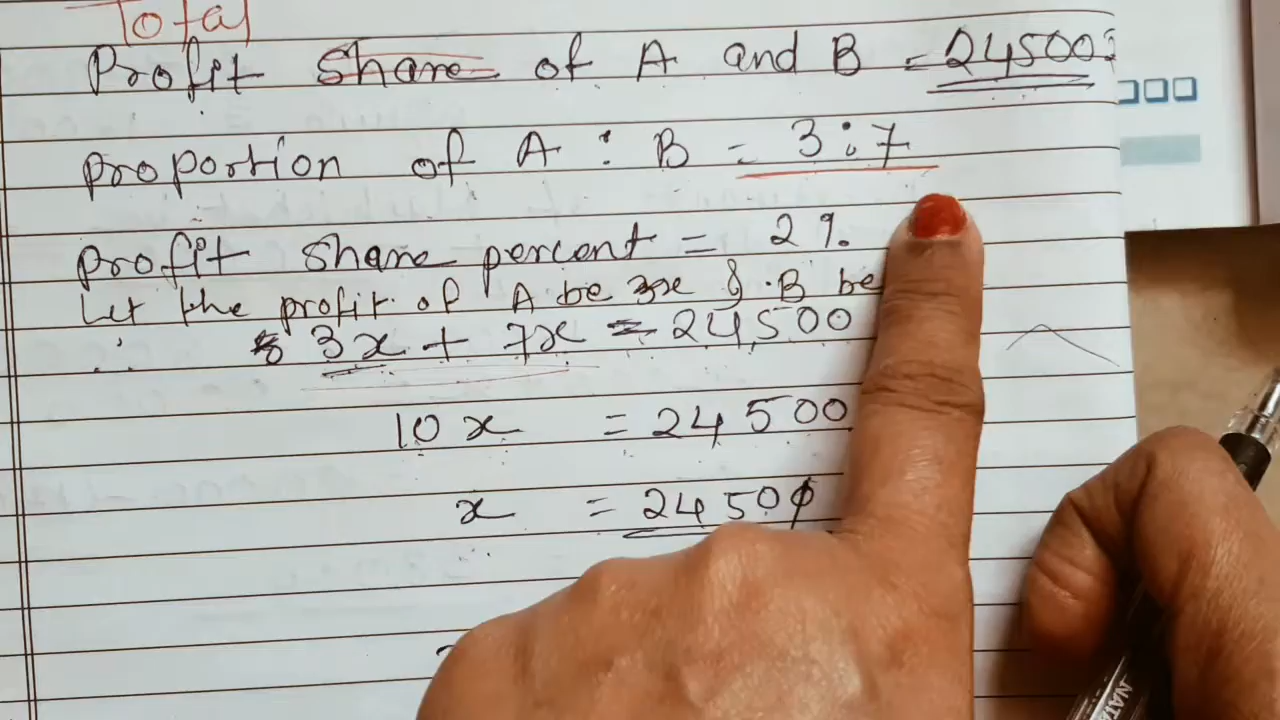 Total
Profit Share of A and B = 24500
Proportion of A : B = 3:7
Profit Share percent = 2%
Let the profit of A be 3x & B be
∴ 3x + 7x = 24,500
10x = 24500
x = 24500
NATA